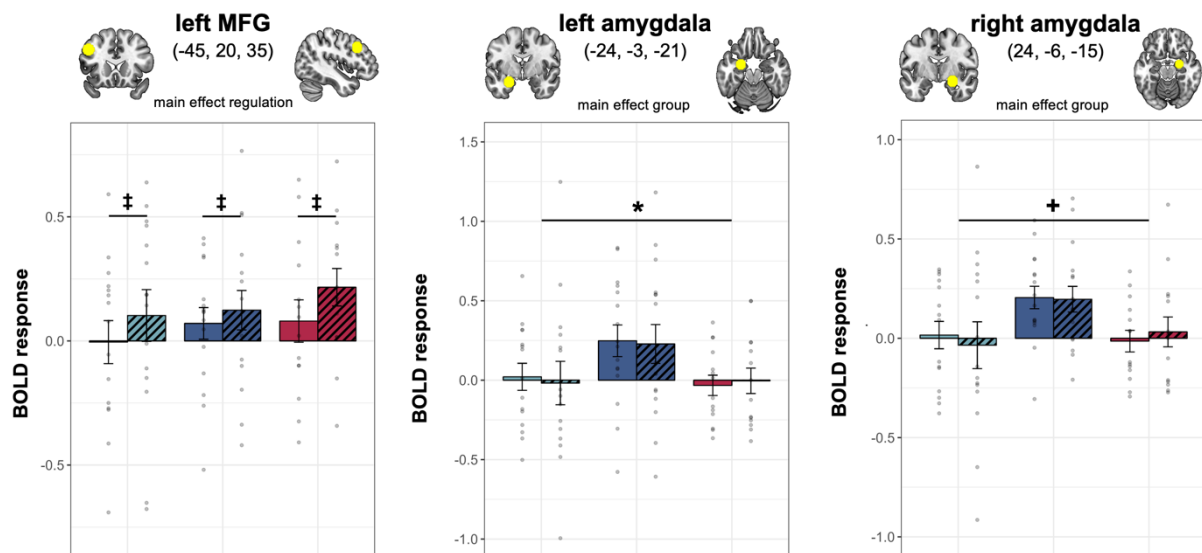 left MFG
(-45, 20, 35)
main effect regulation
BOLD response
0.5
0.0
-0.5
‡
‡
‡
left amygdala
(-24, -3, -21)
main effect group
BOLD response
1.5
1.0
0.5
0.0
-0.5
-1.0
*
right amygdala
(24, -6, -15)
main effect group
BOLD response
1.0
0.5
0.0
-0.5
-1.0
+